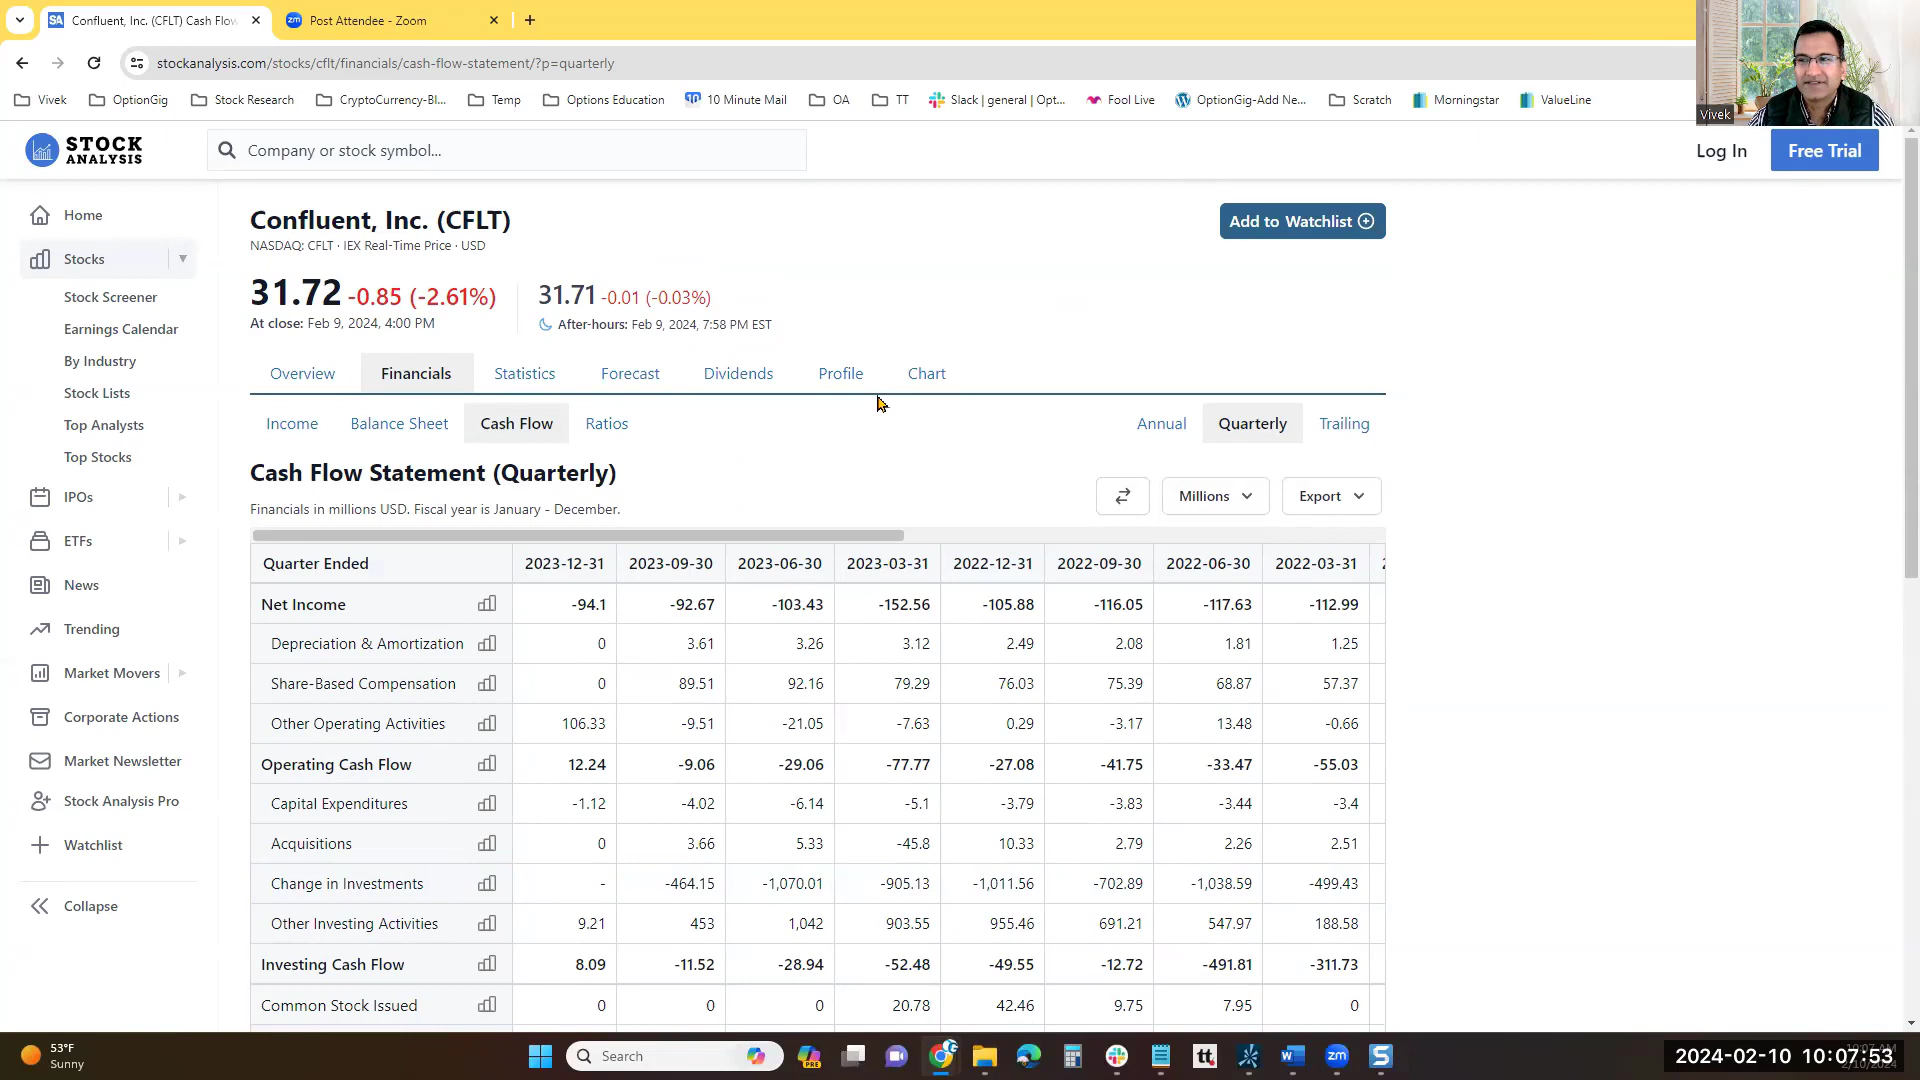 Confluent, Inc. (CFLT) Cash Flow
Post Attendee - Zoom
stockanalysis.com/stocks/cflt/financials/cash-flow-statement/?p=quarterly
Vivek OptionGig Stock Research CryptoCurrency-Bl... Temp Options Education 10 Minute Mail OA TT Slack | general | Opt... Fool Live OptionGig-Add Ne... Scratch Morningstar ValueLine
Vivek
STOCK
ANALYSIS
Company or stock symbol...
Log In
Free Trial
Home
Stocks
Stock Screener
Earnings Calendar
By Industry
Stock Lists
Top Analysts
Top Stocks
IPOs
ETFs
News
Trending
Market Movers
Corporate Actions
Market Newsletter
Stock Analysis Pro
Watchlist
Collapse
Confluent, Inc. (CFLT)
NASDAQ: CFLT · IEX Real-Time Price · USD
Add to Watchlist
31.72 -0.85 (-2.61%)
At close: Feb 9, 2024, 4:00 PM
31.71 -0.01 (-0.03%)
After-hours: Feb 9, 2024, 7:58 PM EST
Overview Financials Statistics Forecast Dividends Profile Chart
Income Balance Sheet Cash Flow Ratios Annual Quarterly Trailing
Cash Flow Statement (Quarterly)
Financials in millions USD. Fiscal year is January - December.
Millions
Export
Quarter Ended 2023-12-31 2023-09-30 2023-06-30 2023-03-31 2022-12-31 2022-09-30 2022-06-30 2022-03-31
Net Income -94.1 -92.67 -103.43 -152.56 -105.88 -116.05 -117.63 -112.99
Depreciation & Amortization 0 3.61 3.26 3.12 2.49 2.08 1.81 1.25
Share-Based Compensation 0 89.51 92.16 79.29 76.03 75.39 68.87 57.37
Other Operating Activities 106.33 -9.51 -21.05 -7.63 0.29 -3.17 13.48 -0.66
Operating Cash Flow 12.24 -9.06 -29.06 -77.77 -27.08 -41.75 -33.47 -55.03
Capital Expenditures -1.12 -4.02 -6.14 -5.1 -3.79 -3.83 -3.44 -3.4
Acquisitions 0 3.66 5.33 -45.8 10.33 2.79 2.26 2.51
Change in Investments - -464.15 -1,070.01 -905.13 -1,011.56 -702.89 -1,038.59 -499.43
Other Investing Activities 9.21 453 1,042 903.55 955.46 691.21 547.97 188.58
Investing Cash Flow 8.09 -11.52 -28.94 -52.48 -49.55 -12.72 -491.81 -311.73
Common Stock Issued 0 0 0 20.78 42.46 9.75 7.95 0
53°F
Sunny
Search
2024-02-10 10:07:53